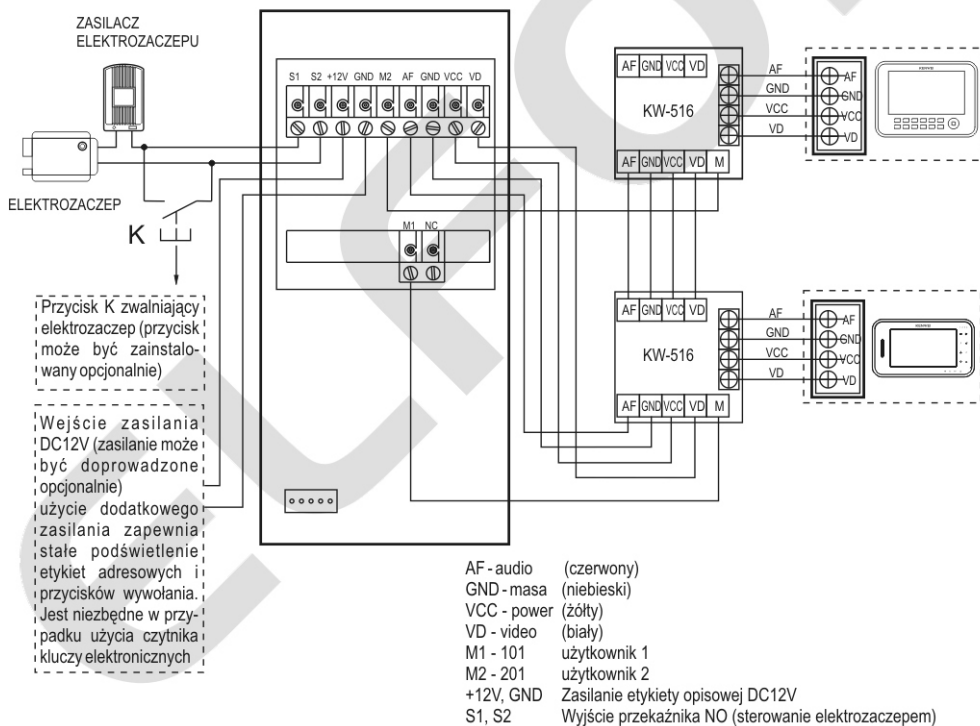 ZASILACZ
ELEKTROZACZEPU
S1 S2 +12V GND M2 AF GND VCC VD
ELEKTROZACZEP
K
M1 NC
Przycisk K zwalniający
elektrozaczep (przycisk
może być zainstalo-
wany opcjonalnie)
Wejście zasilania
DC12V (zasilanie może
być doprowadzone
opcjonalnie)
użycie dodatkowego
zasilania zapewnia
stałe podświetlenie
etykiet adresowych i
przycisków wywołania.
Jest niezbędne w przy-
padku użycia czytnika
kluczy elektronicznych
AF GND VCC VD
KW-516
AF GND VCC VD M
AF
GND
VCC
VD
AF
GND
VCC
VD
AF GND VCC VD
KW-516
AF GND VCC VD M
AF
GND
VCC
VD
AF
GND
VCC
VD
AF - audio (czerwony)
GND - masa (niebieski)
VCC - power (żółty)
VD - video (biały)
M1 - 101 użytkownik 1
M2 - 201 użytkownik 2
+12V, GND Zasilanie etykiety opisowej DC12V
S1, S2 Wyjście przekaźnika NO (sterowanie elektrozaczepem)